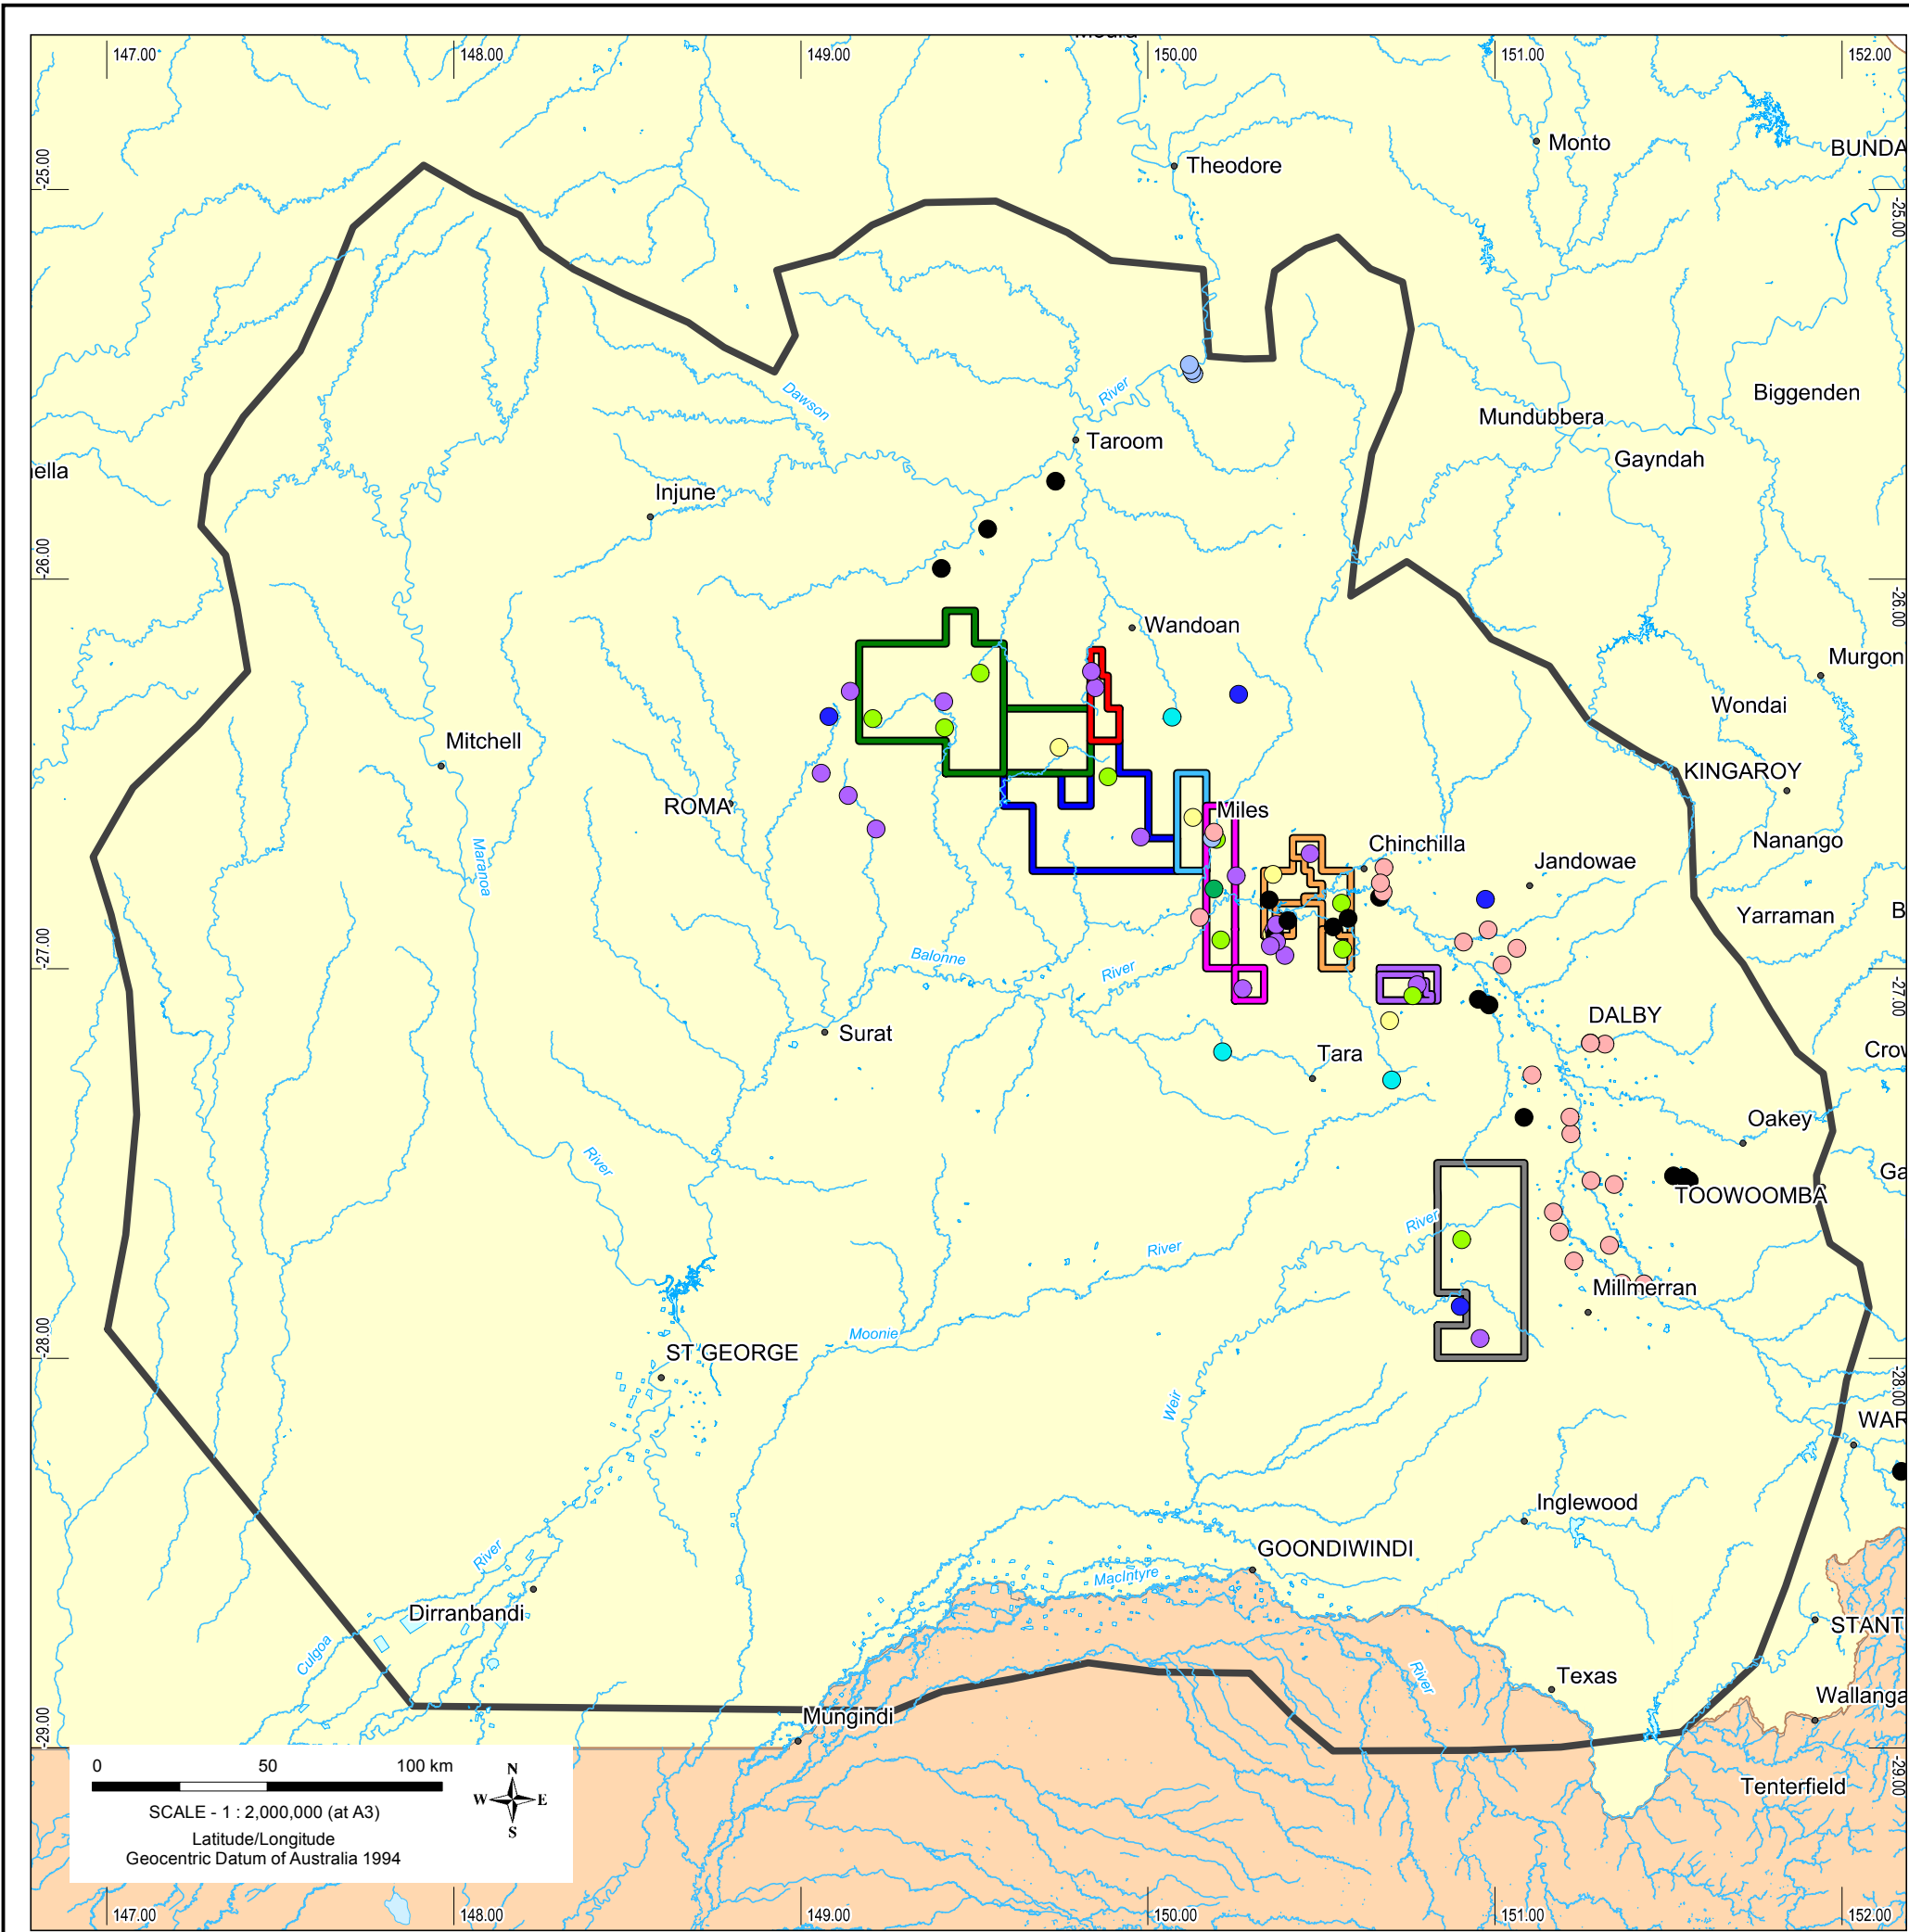 147.00
148.00
149.00
150.00
151.00
152.00
Monto
BUNDA
Theodore
-25.00
-25.00
Dawson
River
Biggenden
Mundubbera
Taroom
Gayndah
ella
Injune
-26.00
-26.00
Wandoan
Murgon
Wondai
Mitchell
KINGAROY
ROMA
Miles
Chinchilla
Nanango
Jandowae
Maranoa
Yarraman
B
Balonne
River
-27.00
-27.00
DALBY
Surat
Tara
Crow
Oakey
River
Ga
TOOWOOMBA
River
River
Millmerran
Moonie
-28.00
-28.00
ST GEORGE
Weir
WAR
Inglewood
River
GOONDIWINDI
MacIntyre
Dirranbandi
STANT
Culgoa
River
Texas
Wallanga
Mungindi
-29.00
-29.00
0 50 100 km
N
W E
S
Tenterfield
SCALE - 1 : 2,000,000 (at A3)
Latitude/Longitude
Geocentric Datum of Australia 1994
147.00
148.00
149.00
150.00
151.00
152.00